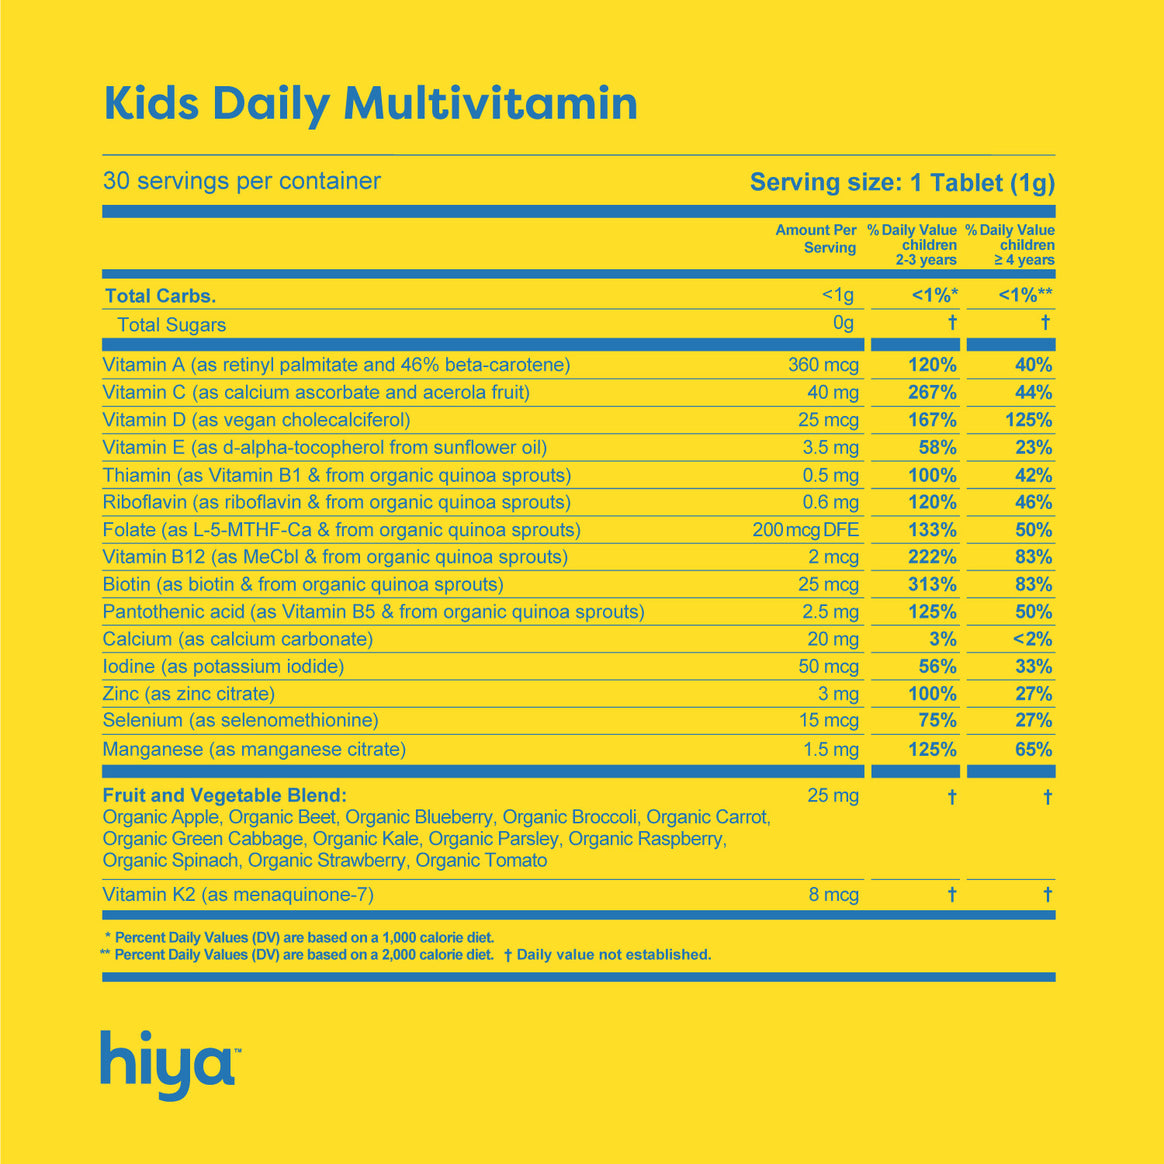 Kids Daily Multivitamin
30 servings per container Serving size: 1 Tablet (1g)
Amount Per Serving % Daily Value children 2-3 years % Daily Value children ≥ 4 years
Total Carbs. <1g <1%* <1%**
Total Sugars 0g † †
Vitamin A (as retinyl palmitate and 46% beta-carotene) 360 mcg 120% 40%
Vitamin C (as calcium ascorbate and acerola fruit) 40 mg 267% 44%
Vitamin D (as vegan cholecalciferol) 25 mcg 167% 125%
Vitamin E (as d-alpha-tocopherol from sunflower oil) 3.5 mg 58% 23%
Thiamin (as Vitamin B1 & from organic quinoa sprouts) 0.5 mg 100% 42%
Riboflavin (as riboflavin & from organic quinoa sprouts) 0.6 mg 120% 46%
Folate (as L-5-MTHF-Ca & from organic quinoa sprouts) 200 mcg DFE 133% 50%
Vitamin B12 (as MeCbl & from organic quinoa sprouts) 2 mcg 222% 83%
Biotin (as biotin & from organic quinoa sprouts) 25 mcg 313% 83%
Pantothenic acid (as Vitamin B5 & from organic quinoa sprouts) 2.5 mg 125% 50%
Calcium (as calcium carbonate) 20 mg 3% <2%
Iodine (as potassium iodide) 50 mcg 56% 33%
Zinc (as zinc citrate) 3 mg 100% 27%
Selenium (as selenomethionine) 15 mcg 75% 27%
Manganese (as manganese citrate) 1.5 mg 125% 65%
Fruit and Vegetable Blend: 25 mg † †
Organic Apple, Organic Beet, Organic Blueberry, Organic Broccoli, Organic Carrot,
Organic Green Cabbage, Organic Kale, Organic Parsley, Organic Raspberry,
Organic Spinach, Organic Strawberry, Organic Tomato
Vitamin K2 (as menaquinone-7) 8 mcg † †
* Percent Daily Values (DV) are based on a 1,000 calorie diet.
** Percent Daily Values (DV) are based on a 2,000 calorie diet. † Daily value not established.
hiya™